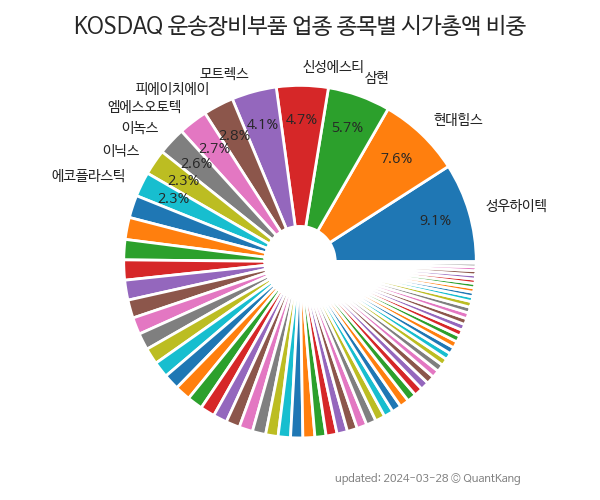 KOSDAQ 운송장비부품 업종 종목별 시가총액 비중
신성에스티
모트렉스
삼현
피에이치에이
엠에스오토텍
현대힘스
이녹스
이닉스
에코플라스틱
성우하이텍
4.7%
4.1%
5.7%
2.8%
2.7%
7.6%
2.6%
2.3%
2.3%
9.1%
updated: 2024-03-28 © QuantKang